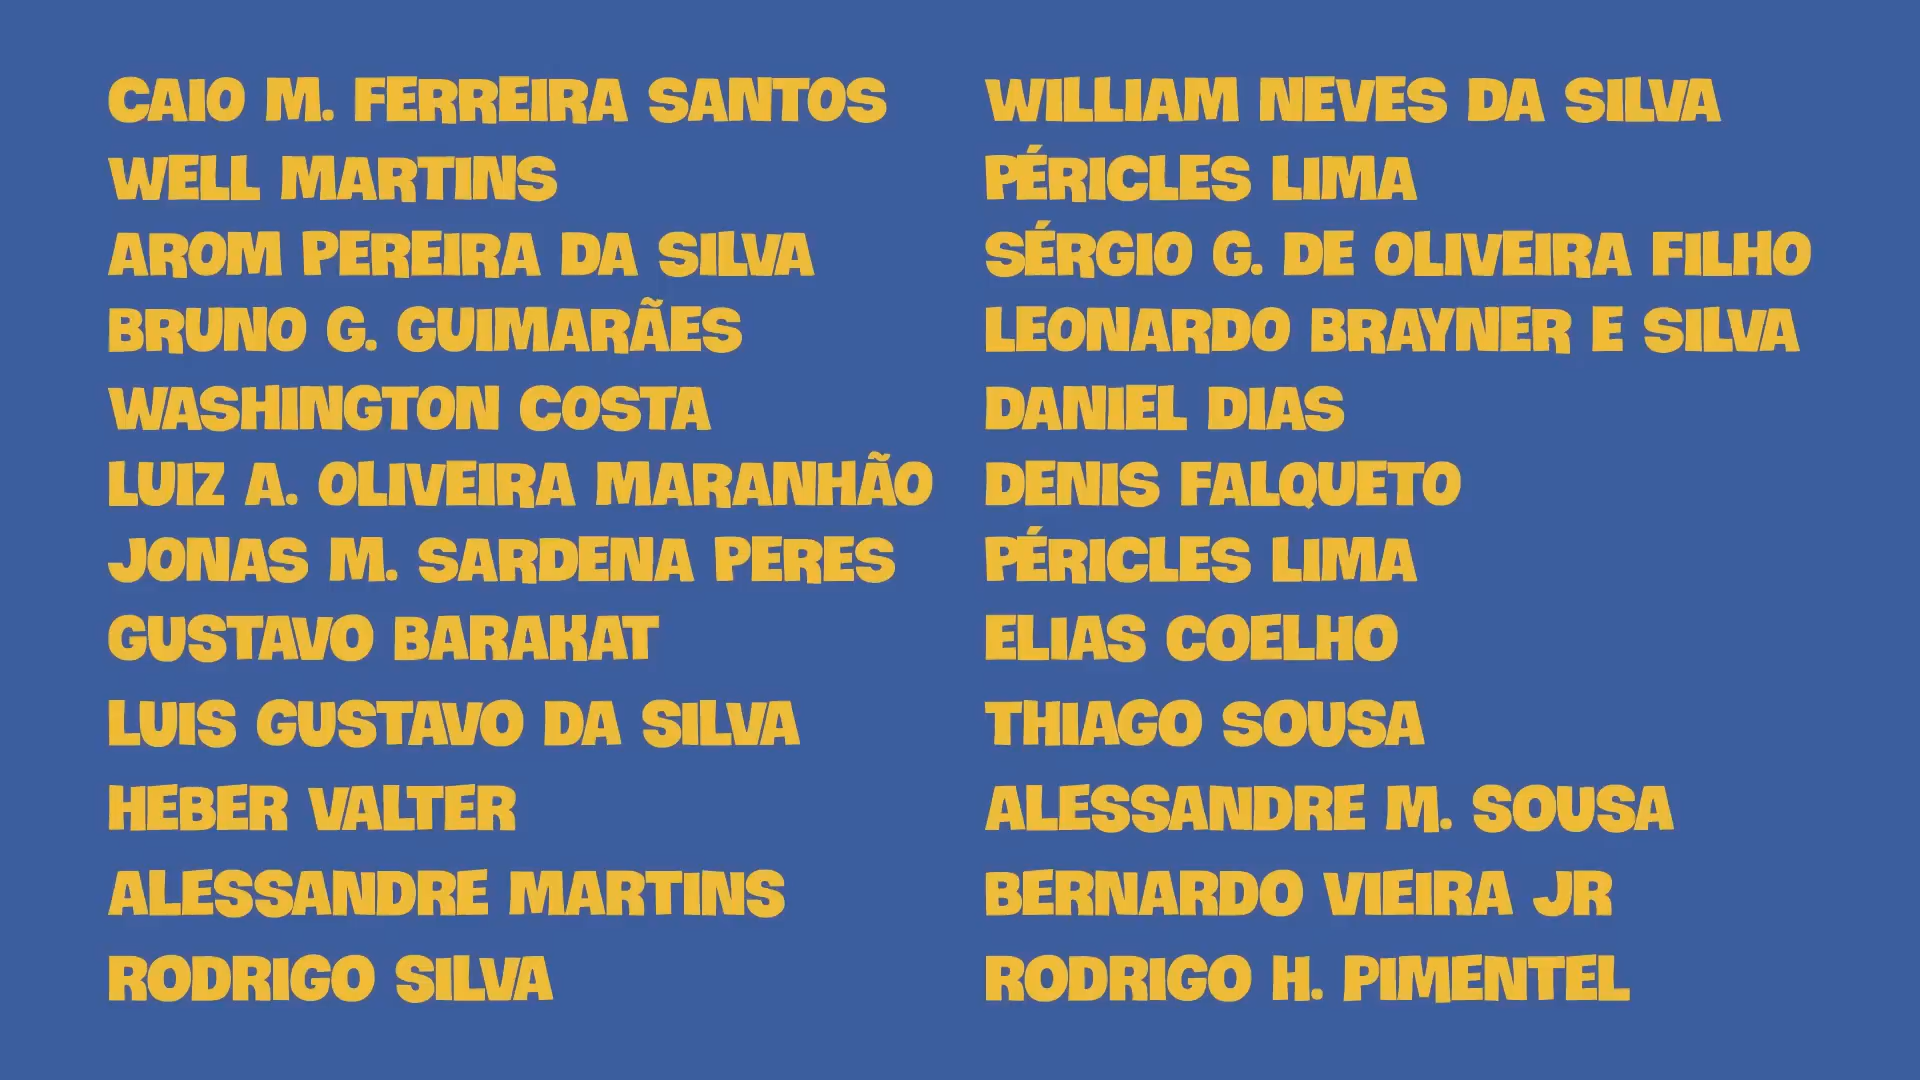 CAIO M. FERREIRA SANTOS
WELL MARTINS
AROM PEREIRA DA SILVA
BRUNO G. GUIMARÃES
WASHINGTON COSTA
LUIZ A. OLIVEIRA MARANHÃO
JONAS M. SARDENA PERES
GUSTAVO BARAKAT
LUIS GUSTAVO DA SILVA
HEBER VALTER
ALESSANDRE MARTINS
RODRIGO SILVA
WILLIAM NEVES DA SILVA
PÉRICLES LIMA
SÉRGIO G. DE OLIVEIRA FILHO
LEONARDO BRAYNER E SILVA
DANIEL DIAS
DENIS FALQUETO
PÉRICLES LIMA
ELIAS COELHO
THIAGO SOUSA
ALESSANDRE M. SOUSA
BERNARDO VIEIRA JR
RODRIGO H. PIMENTEL